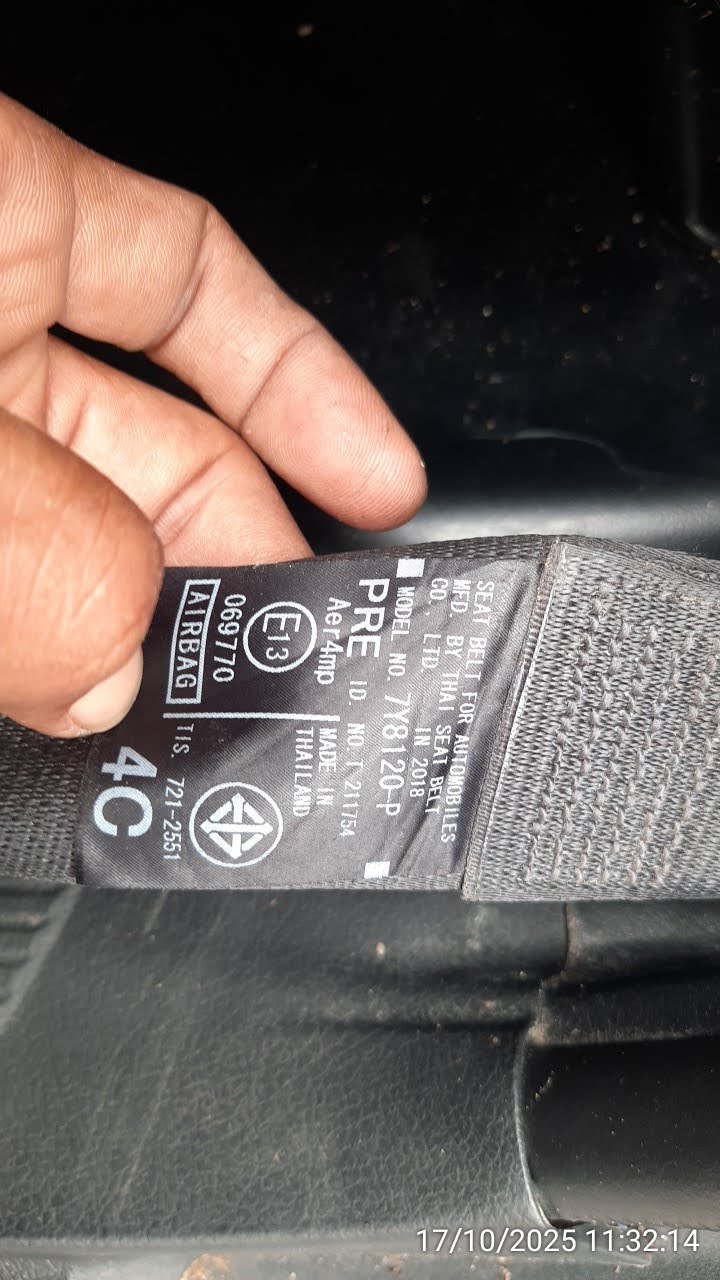 SEAT BELT FOR AUTOMOBILES
MFD. BY THAI SEAT BELT
CO., LTD. IN 2018
MODEL NO. 7Y8120-P
PRE ID. NO. T 211754
Aer4mp
E13
069770
AIRBAG
MADE IN
THAILAND
TIS. 721-2551
4C
17/10/2025 11:32:14